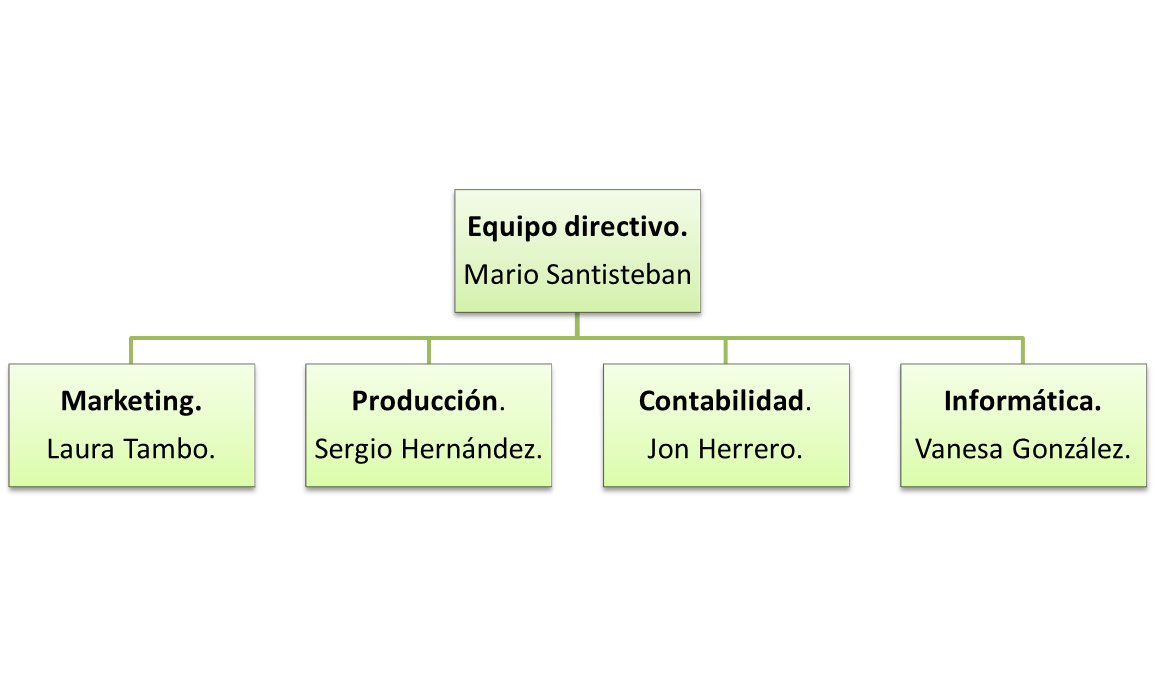 Equipo directivo.
Mario Santisteban
Marketing.
Laura Tambo.
Producción.
Sergio Hernández.
Contabilidad.
Jon Herrero.
Informática.
Vanesa González.